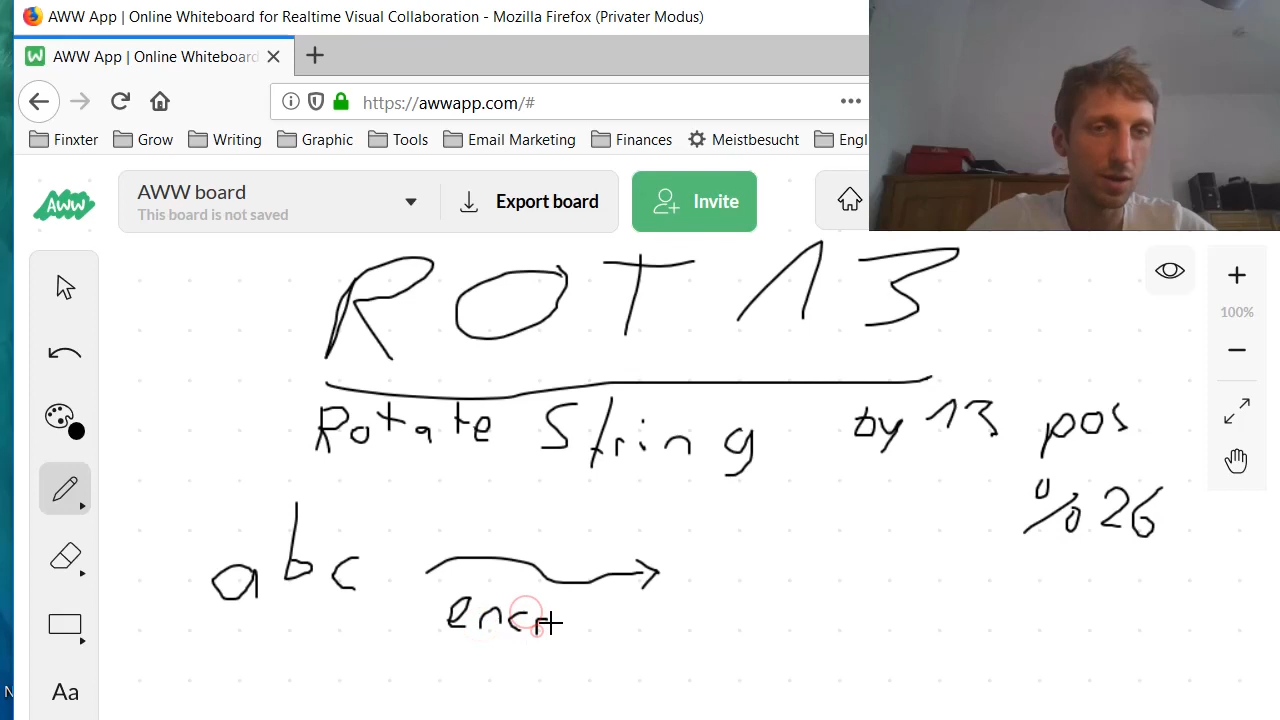 AWW App | Online Whiteboard for Realtime Visual Collaboration - Mozilla Firefox (Privater Modus)
AWW App | Online Whiteboard
https://awwapp.com/#
Finxter Grow Writing Graphic Tools Email Marketing Finances Meistbesucht Engl
AWW
AWW board
This board is not saved
Export board
Invite
ROT 13
100%
Rotate String by 13 pos
% 26
abc
enc
Aa
N